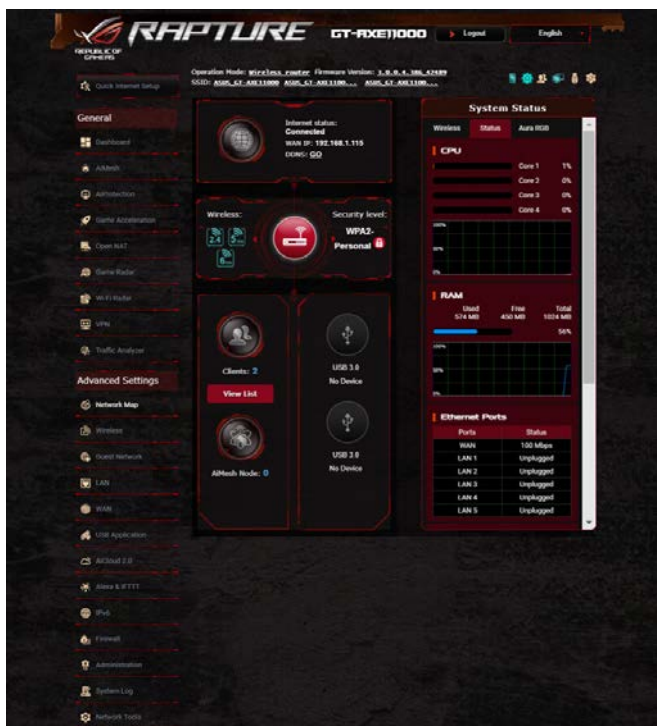 REPUBLIC OF
GAMERS
RAPTURE
GT-AXE11000
Logout
English
Quick Internet Setup
Operation Mode: Wireless router Firmware Version: 3.0.0.4.386_42489
SSID: ASUS_GT-AXE11000 ASUS_GT-AXE1100... ASUS_GT-AXE1100...
General
Dashboard
AiMesh
AiProtection
Game Acceleration
Open NAT
Game Radar
Wi-Fi Radar
VPN
Traffic Analyzer
Advanced Settings
Network Map
Wireless
Guest Network
LAN
WAN
USB Application
AiCloud 2.0
Alexa & IFTTT
IPv6
Firewall
Administration
System Log
Network Tools
Internet status:
Connected
WAN IP: 192.168.1.115
DDNS: GO
Wireless:
2.4
5
6
Security level:
WPA2-
Personal
Clients: 2
View List
AiMesh Node: 0
USB 3.0
No Device
USB 3.0
No Device
System Status
Wireless Status Aura RGB
CPU
Core 1 1%
Core 2 0%
Core 3 0%
Core 4 0%
100%
50%
0%
RAM
Used Free Total
574 MB 450 MB 1024 MB
56%
100%
50%
0%
Ethernet Ports
Ports Status
WAN 100 Mbps
LAN 1 Unplugged
LAN 2 Unplugged
LAN 3 Unplugged
LAN 4 Unplugged
LAN 5 Unplugged